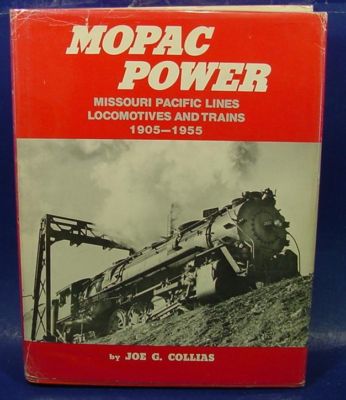 MOPAC
POWER
MISSOURI PACIFIC LINES
LOCOMOTIVES AND TRAINS
1905—1955
by JOE G. COLLIAS